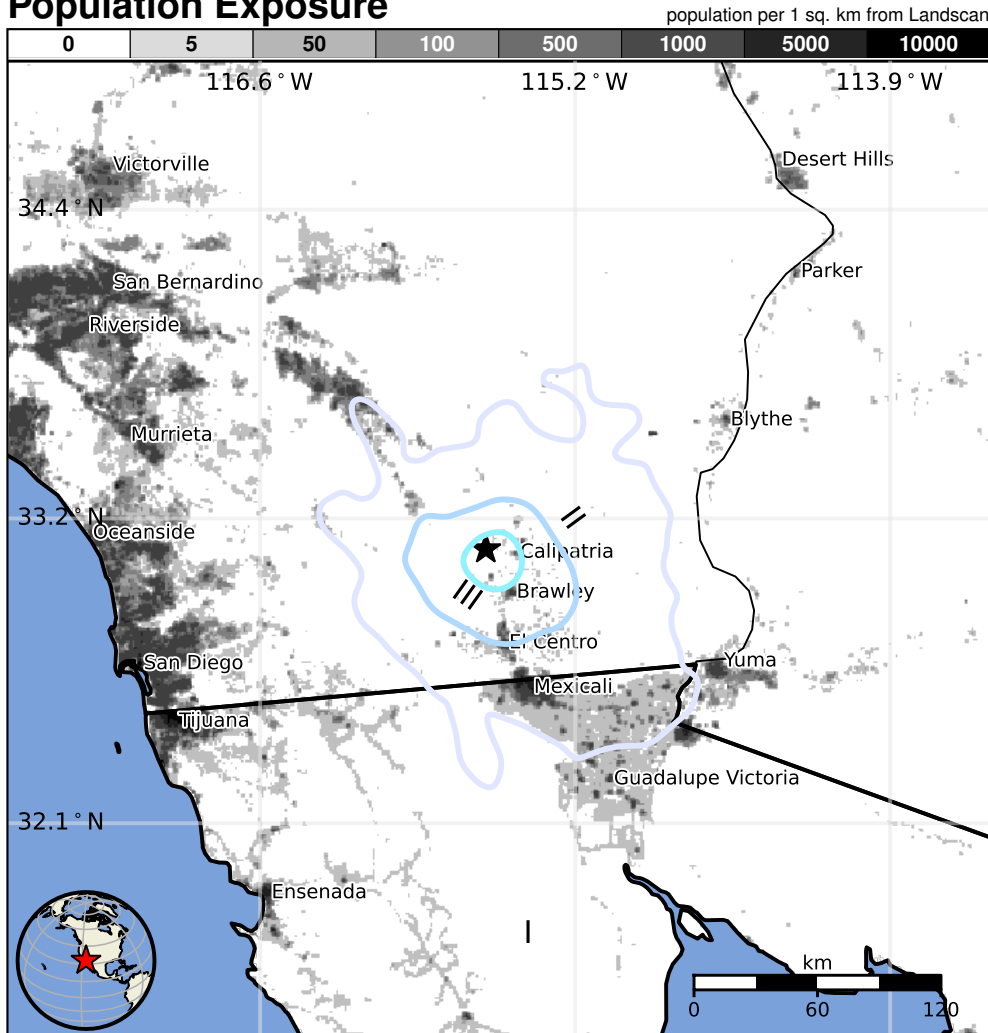 Population Exposure
population per 1 sq. km from Landscan
0 5 50 100 500 1000 5000 10000
116.6°W 115.2°W 113.9°W
Desert Hills
Victorville
34.4°N
Parker
San Bernardino
Riverside
Blythe
Murrieta
33.2°N
Oceanside
Calipatria
Brawley
El Centro
San Diego
Yuma
Mexicali
Tijuana
Guadalupe Victoria
32.1°N
Ensenada
I
II
III
km
0 60 120